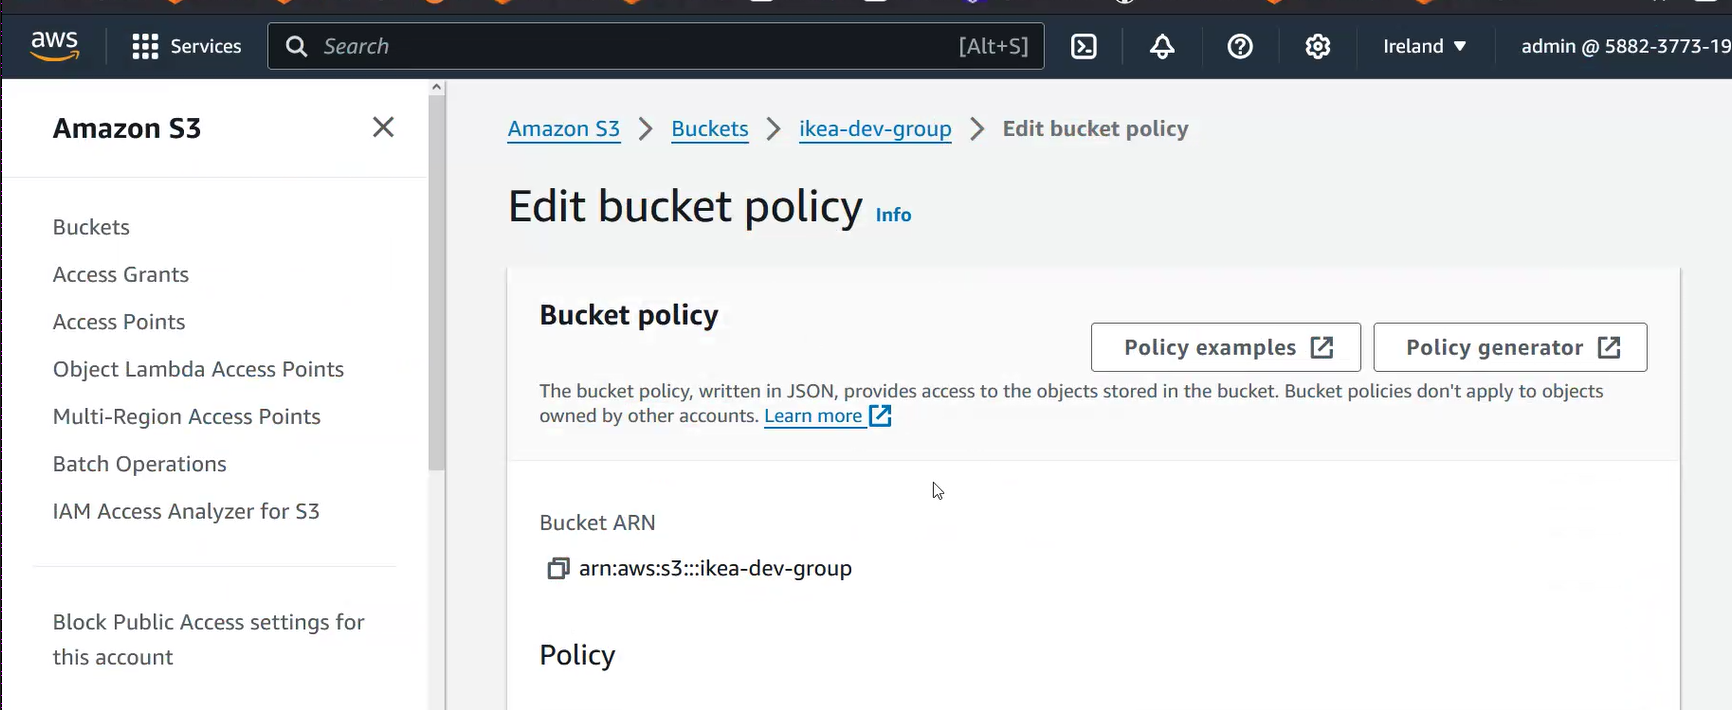 aws
Services
Search
[Alt+S]
Ireland
admin @ 5882-3773-19
Amazon S3
Buckets
Access Grants
Access Points
Object Lambda Access Points
Multi-Region Access Points
Batch Operations
IAM Access Analyzer for S3
Block Public Access settings for
this account
Amazon S3 > Buckets > ikea-dev-group > Edit bucket policy
Edit bucket policy Info
Bucket policy
Policy examples
Policy generator
The bucket policy, written in JSON, provides access to the objects stored in the bucket. Bucket policies don't apply to objects
owned by other accounts. Learn more
Bucket ARN
arn:aws:s3:::ikea-dev-group
Policy